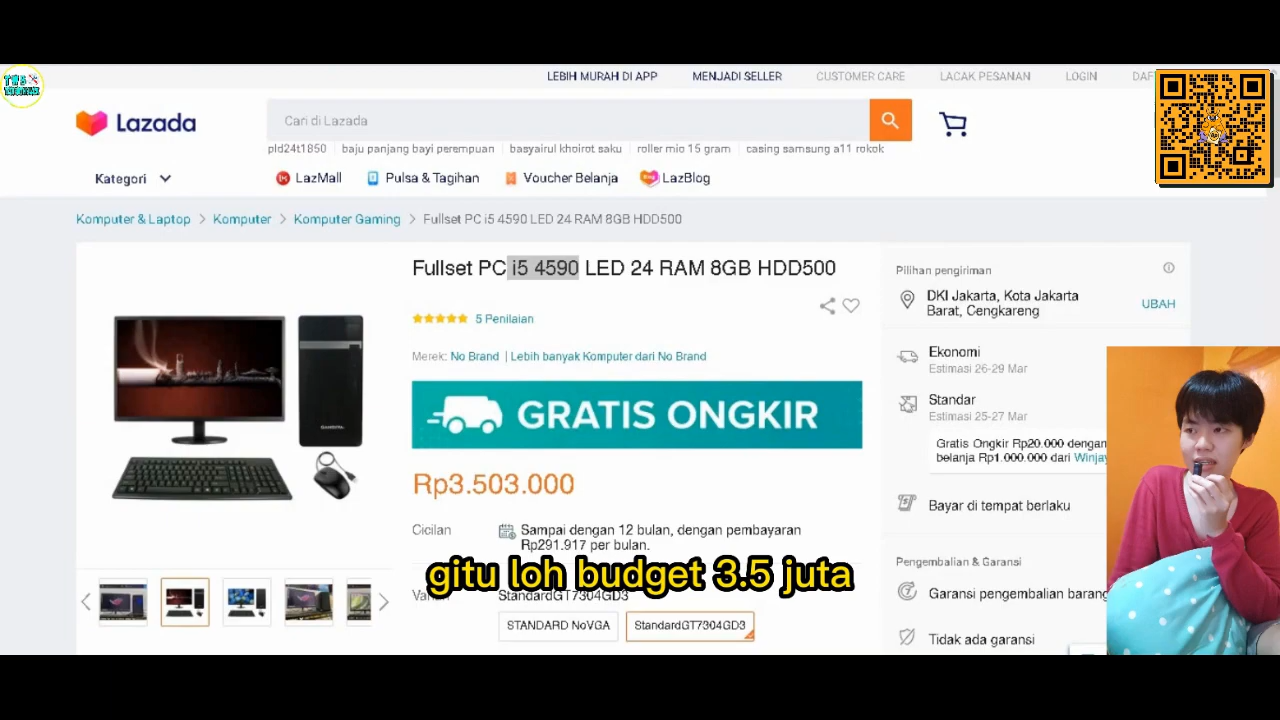 LEBIH MURAH DI APP
MENJADI SELLER
CUSTOMER CARE
LACAK PESANAN
LOGIN
Lazada
Cari di Lazada
pld24t1850
baju panjang bayi perempuan
basyairul khoirot saku
roller mio 15 gram
casing samsung a11 rokok
Kategori
LazMall
Pulsa & Tagihan
Voucher Belanja
LazBlog
Komputer & Laptop > Komputer > Komputer Gaming > Fullset PC i5 4590 LED 24 RAM 8GB HDD500
Fullset PC i5 4590 LED 24 RAM 8GB HDD500
5 Penilaian
Merek: No Brand | Lebih banyak Komputer dari No Brand
GRATIS ONGKIR
Rp3.503.000
Cicilan
Sampai dengan 12 bulan, dengan pembayaran
Rp291.917 per bulan.
gitu loh budget 3.5 juta
StandardGT7304GD3
STANDARD NoVGA
StandardGT7304GD3
Pilihan pengiriman
DKI Jakarta, Kota Jakarta
Barat, Cengkareng
UBAH
Ekonomi
Estimasi 26-29 Mar
Standar
Estimasi 25-27 Mar
Gratis Ongkir Rp20.000 dengan
belanja Rp1.000.000 dari
Bayar di tempat berlaku
Pengembalian & Garansi
Garansi pengembalian barang
Tidak ada garansi